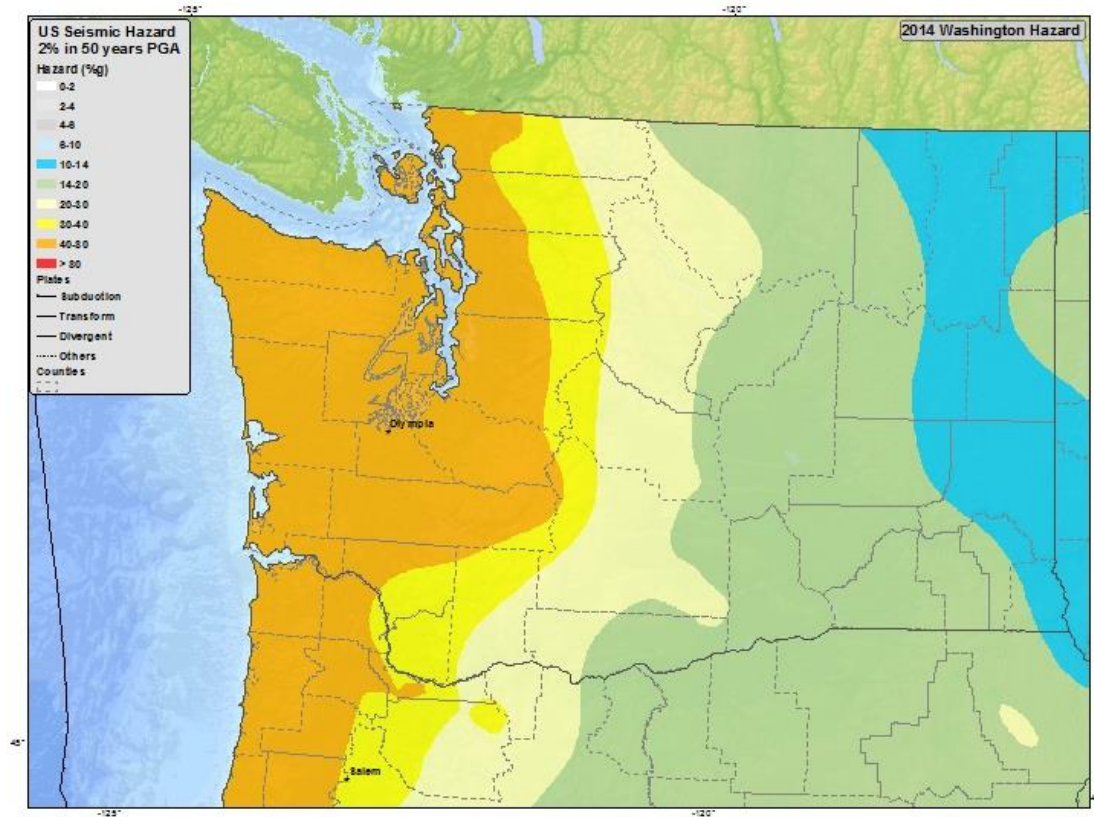 -125°
-120°
US Seismic Hazard
2% in 50 years PGA
Hazard (%g)
0-2
2-4
4-6
6-10
10-14
14-20
20-30
30-40
40-80
> 80
Plates
Subduction
Transform
Divergent
Others
Counties
2014 Washington Hazard
Olympia
45°
Salem
-125°
-120°